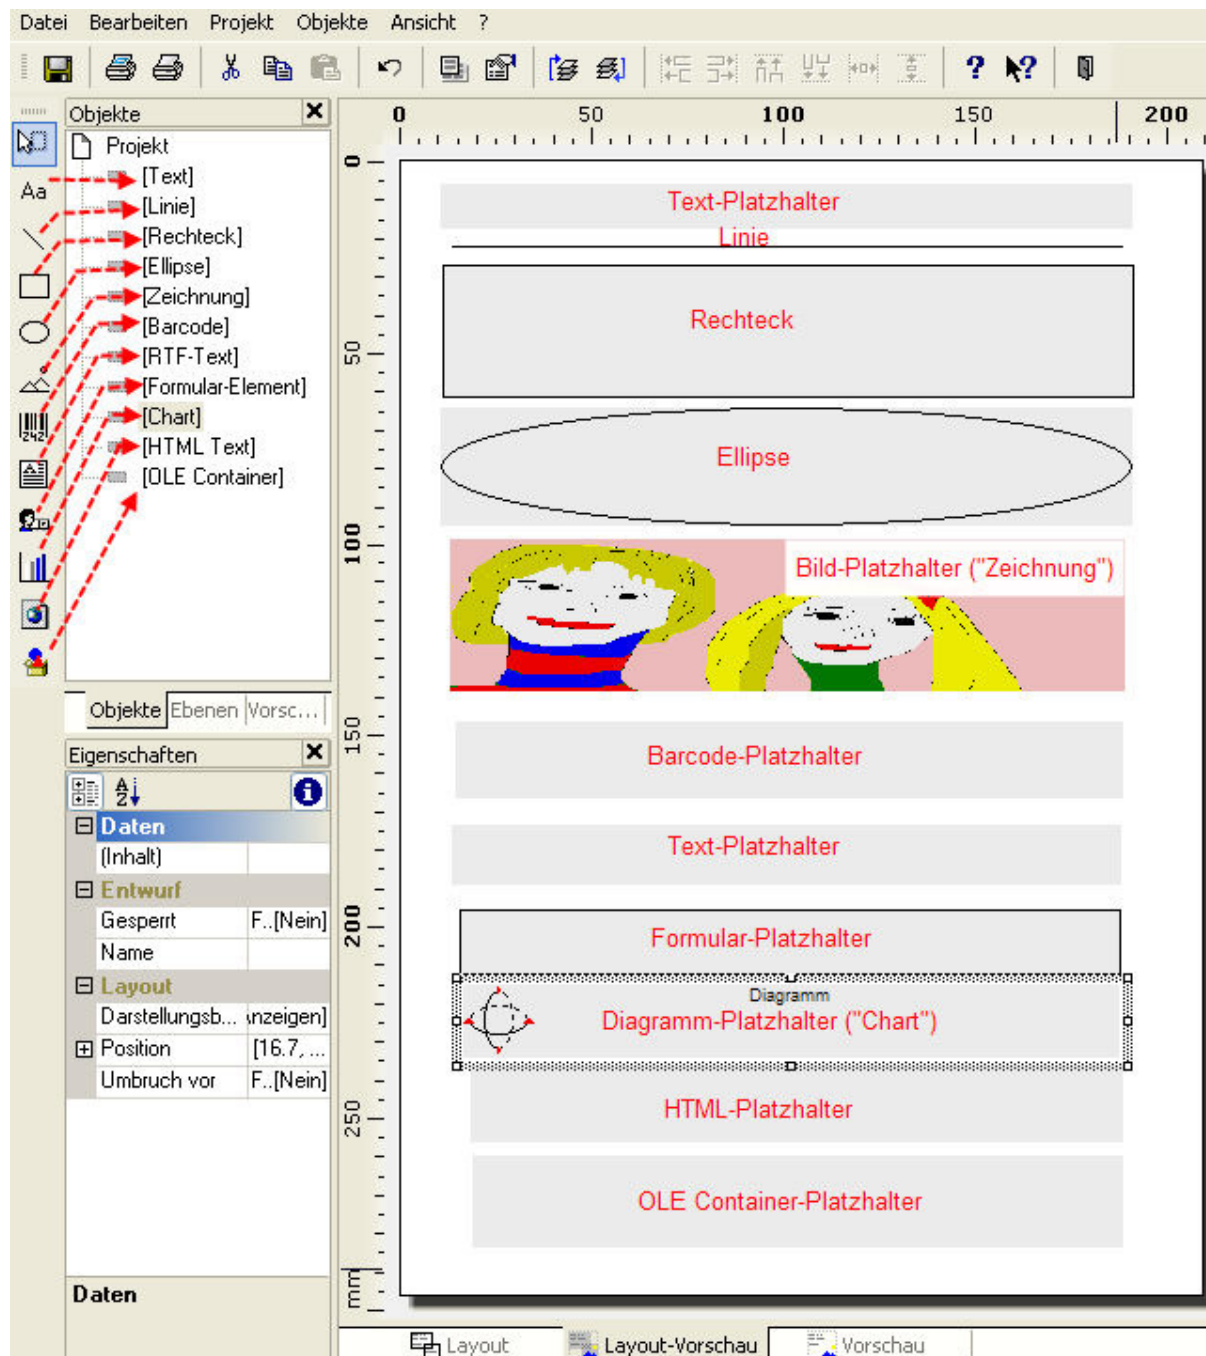 Datei Bearbeiten Projekt Objekte Ansicht ?
Objekte
Projekt
[Text]
[Linie]
[Rechteck]
[Ellipse]
[Zeichnung]
[Barcode]
[RTF-Text]
[Formular-Element]
[Chart]
[HTML Text]
[OLE Container]
Aa
242
Objekte Ebenen Vorsc...
Eigenschaften
A Z
Daten
(Inhalt)
Entwurf
Gesperrt F..[Nein]
Name
Layout
Darstellungsb... nzeigen]
Position [16.7, ...
Umbruch vor F..[Nein]
Daten
0 50 100 150 200
0
50
100
150
200
250
mm
Text-Platzhalter
Linie
Rechteck
Ellipse
Bild-Platzhalter ("Zeichnung")
Barcode-Platzhalter
Text-Platzhalter
Formular-Platzhalter
Diagramm
Diagramm-Platzhalter ("Chart")
HTML-Platzhalter
OLE Container-Platzhalter
Layout Layout-Vorschau Vorschau